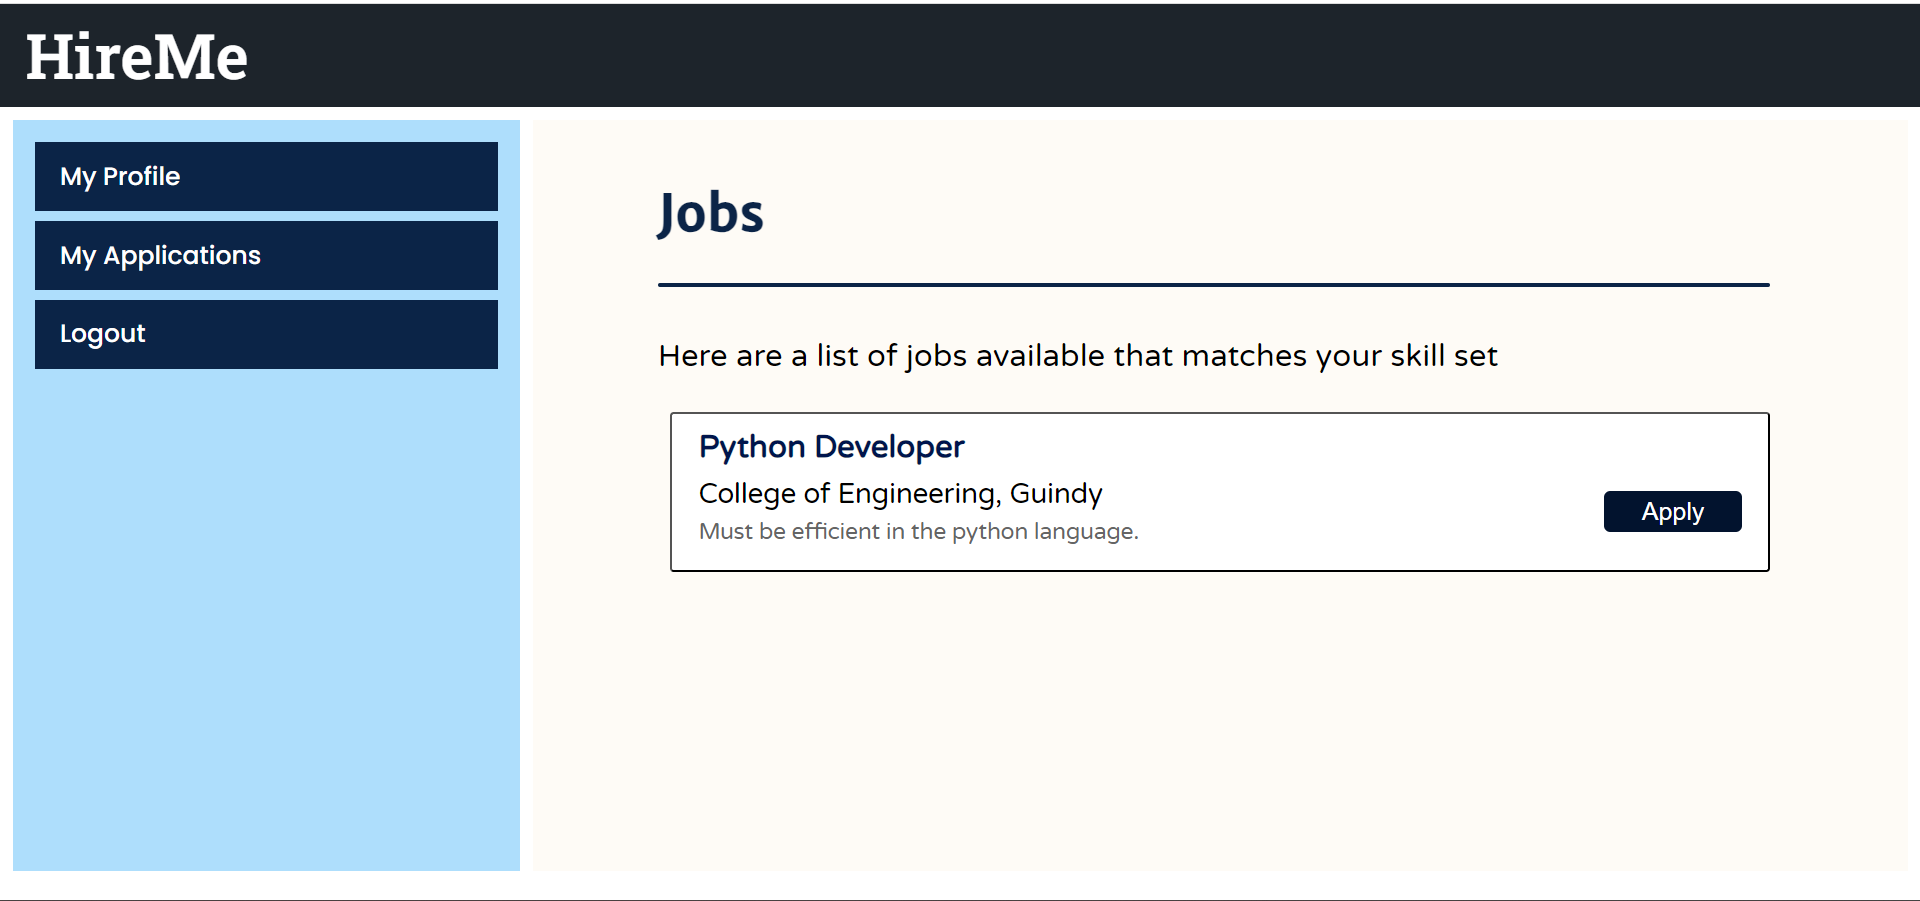 HireMe
My Profile
My Applications
Logout
Jobs
Here are a list of jobs available that matches your skill set
Python Developer
College of Engineering, Guindy
Must be efficient in the python language.
Apply